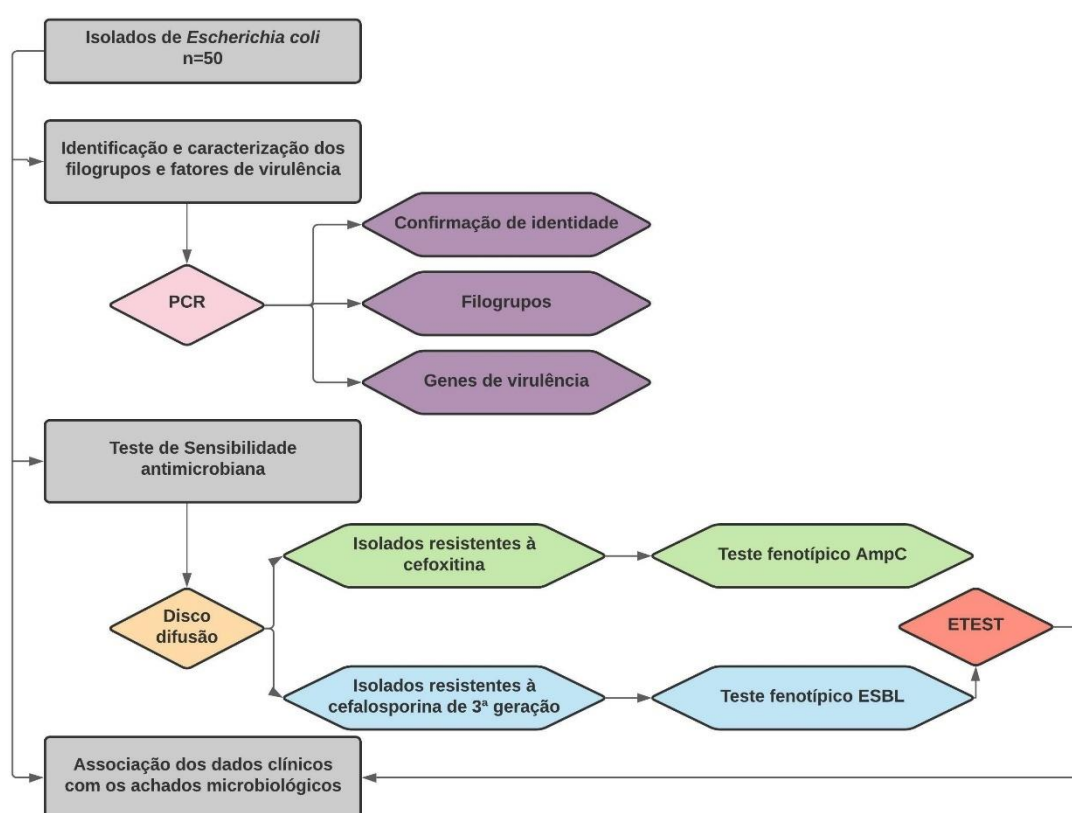 Isolados de Escherichia coli
n=50
Identificação e caracterização dos
filogrupos e fatores de virulência
PCR
Confirmação de identidade
Filogrupos
Genes de virulência
Teste de Sensibilidade
antimicrobiana
Disco
difusão
Isolados resistentes à
cefoxitina
Teste fenotípico AmpC
Isolados resistentes à
cefalosporina de 3ª geração
Teste fenotípico ESBL
ETEST
Associação dos dados clínicos
com os achados microbiológicos